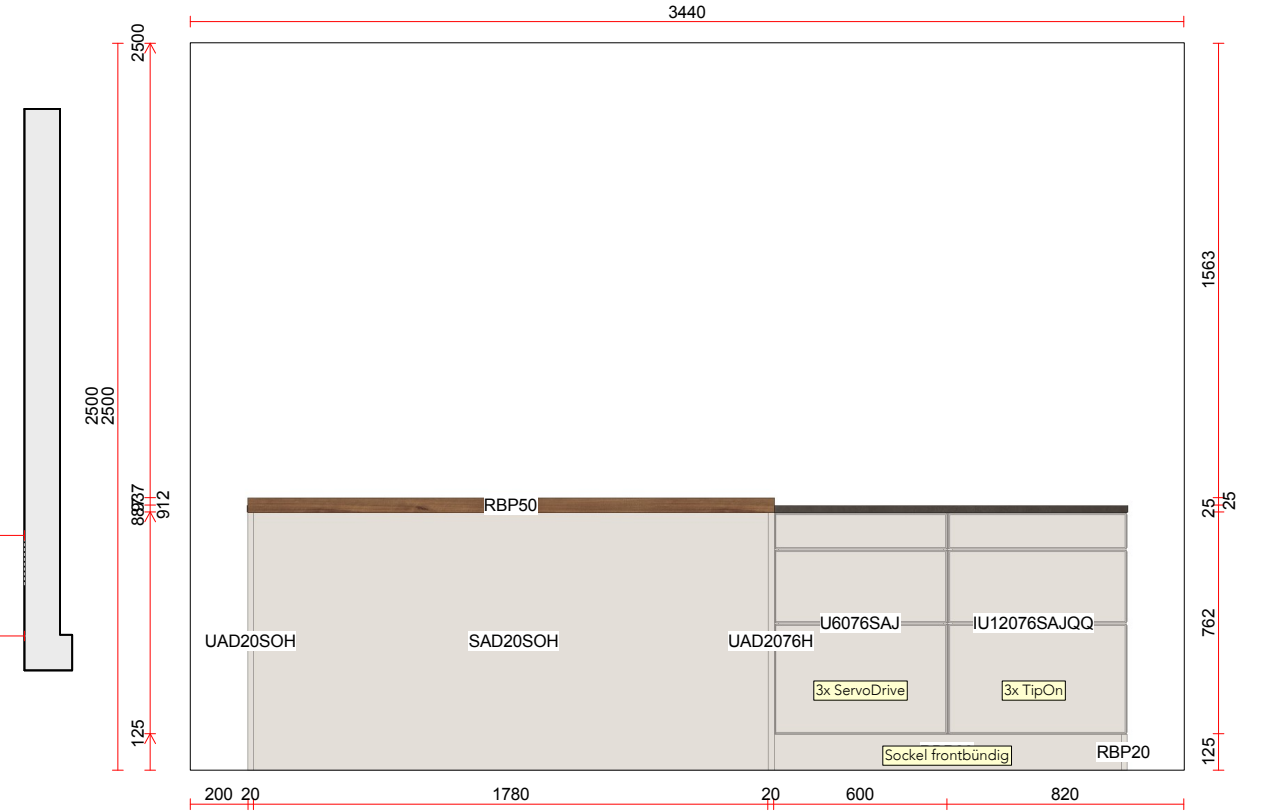 3440
2500
2500
2500
1563
937
887
912
25
25
RBP50
UAD20SOH
SAD20SOH
UAD2076H
U6076SAJ
IU12076SAJQQ
762
3x ServoDrive
3x TipOn
125
Sockel frontbündig
RBP20
125
200 20 1780 20 600 820